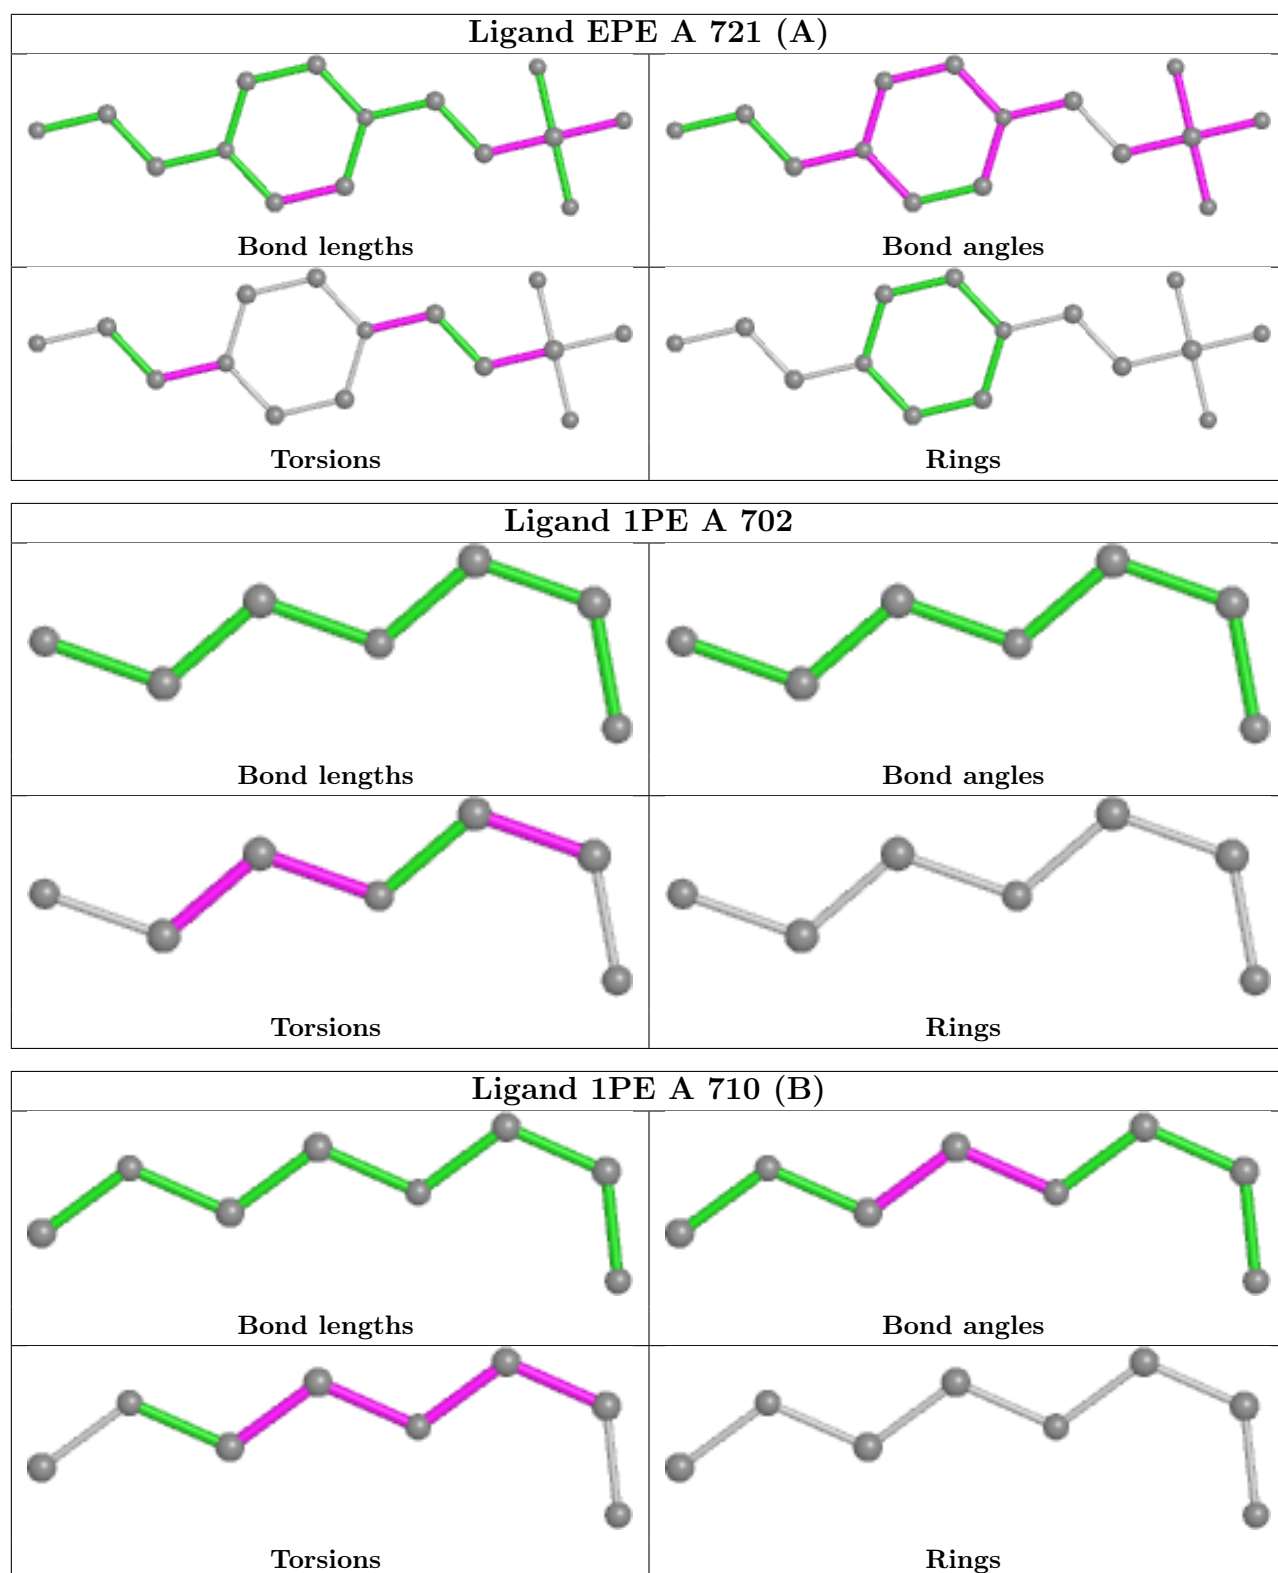 Ligand EPE A 721 (A)
Bond lengths
Bond angles
Torsions
Rings
Ligand 1PE A 702
Bond lengths
Bond angles
Torsions
Rings
Ligand 1PE A 710 (B)
Bond lengths
Bond angles
Torsions
Rings